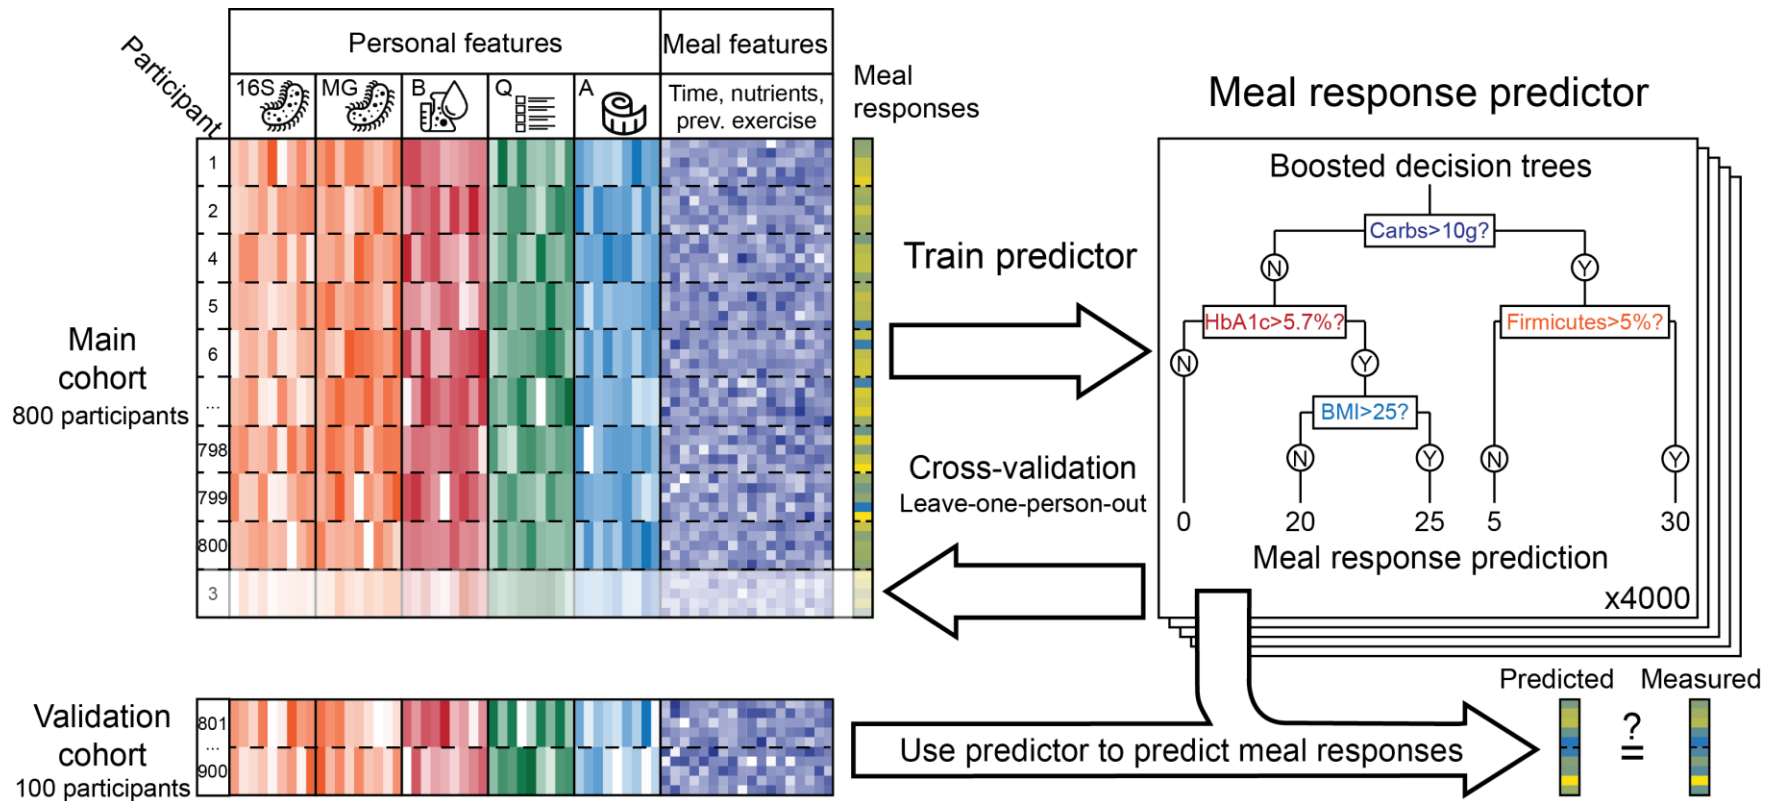 Participant
Personal features
Meal features
16S
MG
B
Q
A
Time, nutrients,
prev. exercise
Meal
responses
1
2
4
5
6
...
798
799
800
3
Main
cohort
800 participants
Train predictor
Cross-validation
Leave-one-person-out
Meal response predictor
Boosted decision trees
Carbs>10g?
N
Y
HbA1c>5.7%?
Firmicutes>5%?
N
Y
BMI>25?
N
Y
N
Y
0
20
25
5
30
Meal response prediction
x4000
Validation
cohort
100 participants
801
...
900
Use predictor to predict meal responses
Predicted
Measured
?
=